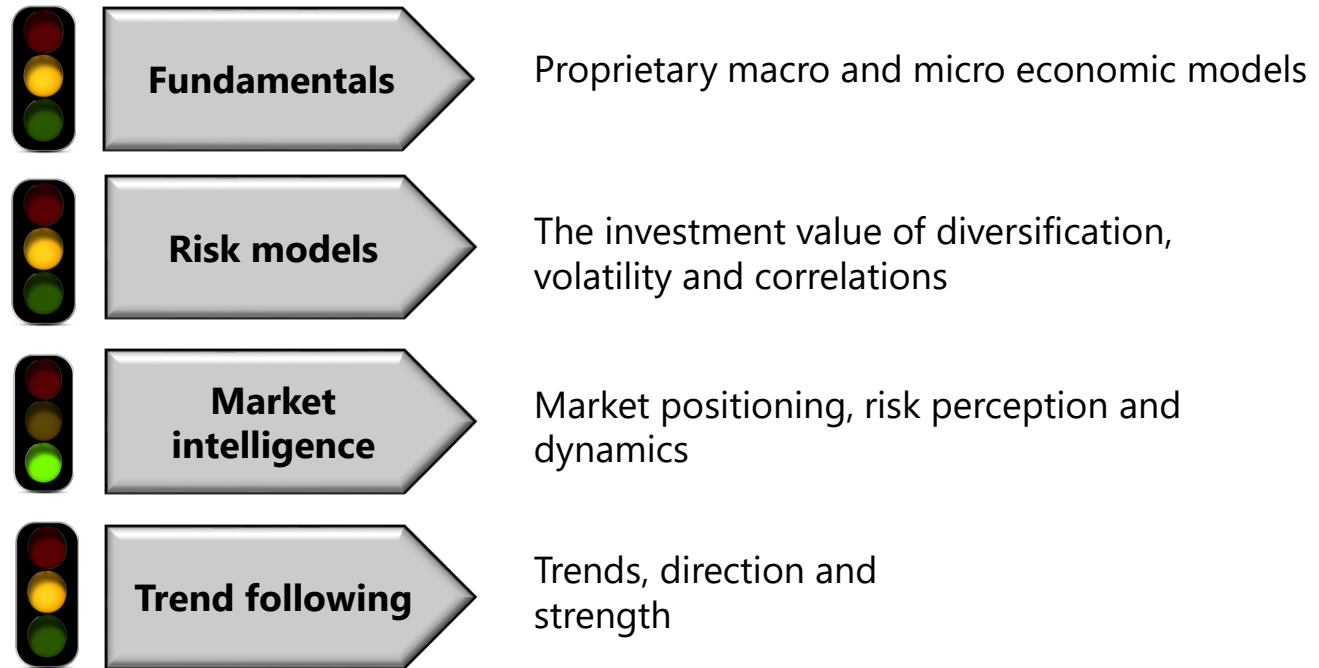 Fundamentals
Proprietary macro and micro economic models
Risk models
The investment value of diversification,
volatility and correlations
Market
intelligence
Market positioning, risk perception and
dynamics
Trend following
Trends, direction and
strength